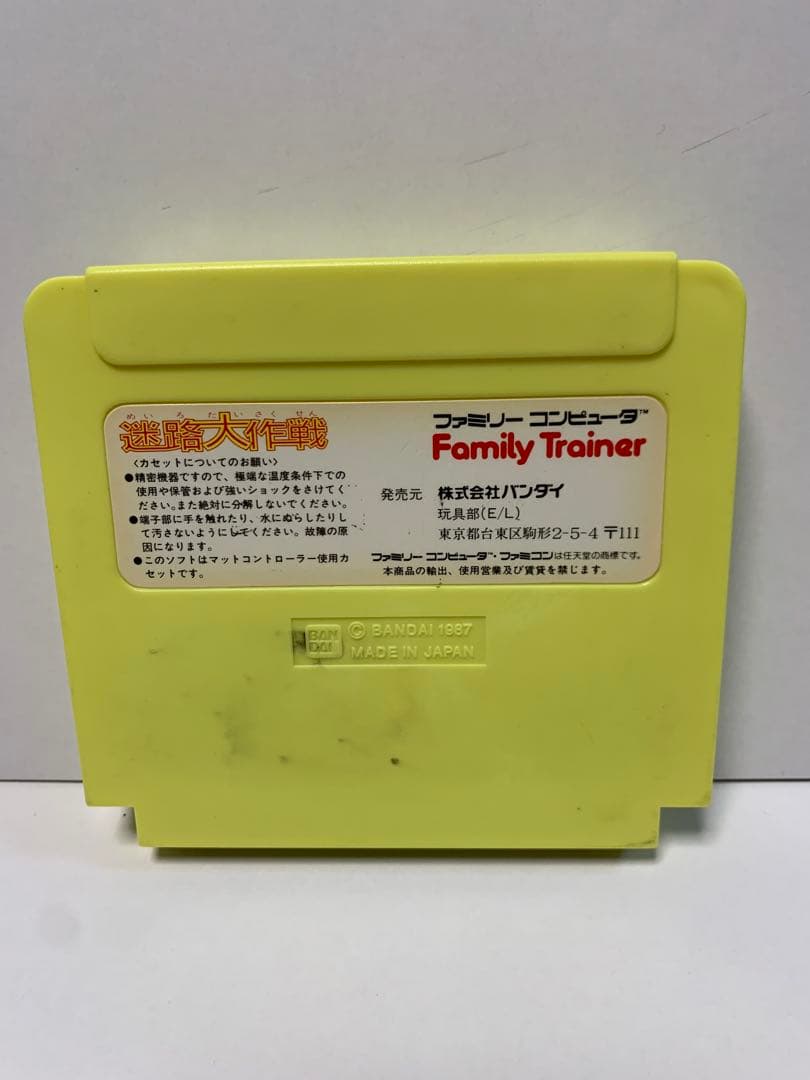 めいろたいさくせん
迷路大作戦
〈カセットについてのお願い〉
●精密機器ですので、極端な温度条件下での
使用や保管および強いショックをさけてく
ださい。また絶対に分解しないでください。
●端子部に手を触れたり、水にぬらしたりし
て汚さないようにしてください。故障の原
因になります。
●このソフトはマットコントローラー使用カ
セットです。
ファミリー コンピュータ™
Family Trainer
発売元 株式会社バンダイ
玩具部(E/L)
東京都台東区駒形2-5-4 〒111
ファミリー コンピュータ・ファミコンは任天堂の商標です。
本商品の輸出、使用営業及び賃貸を禁じます。
BAN
DAI
© BANDAI 1987
MADE IN JAPAN